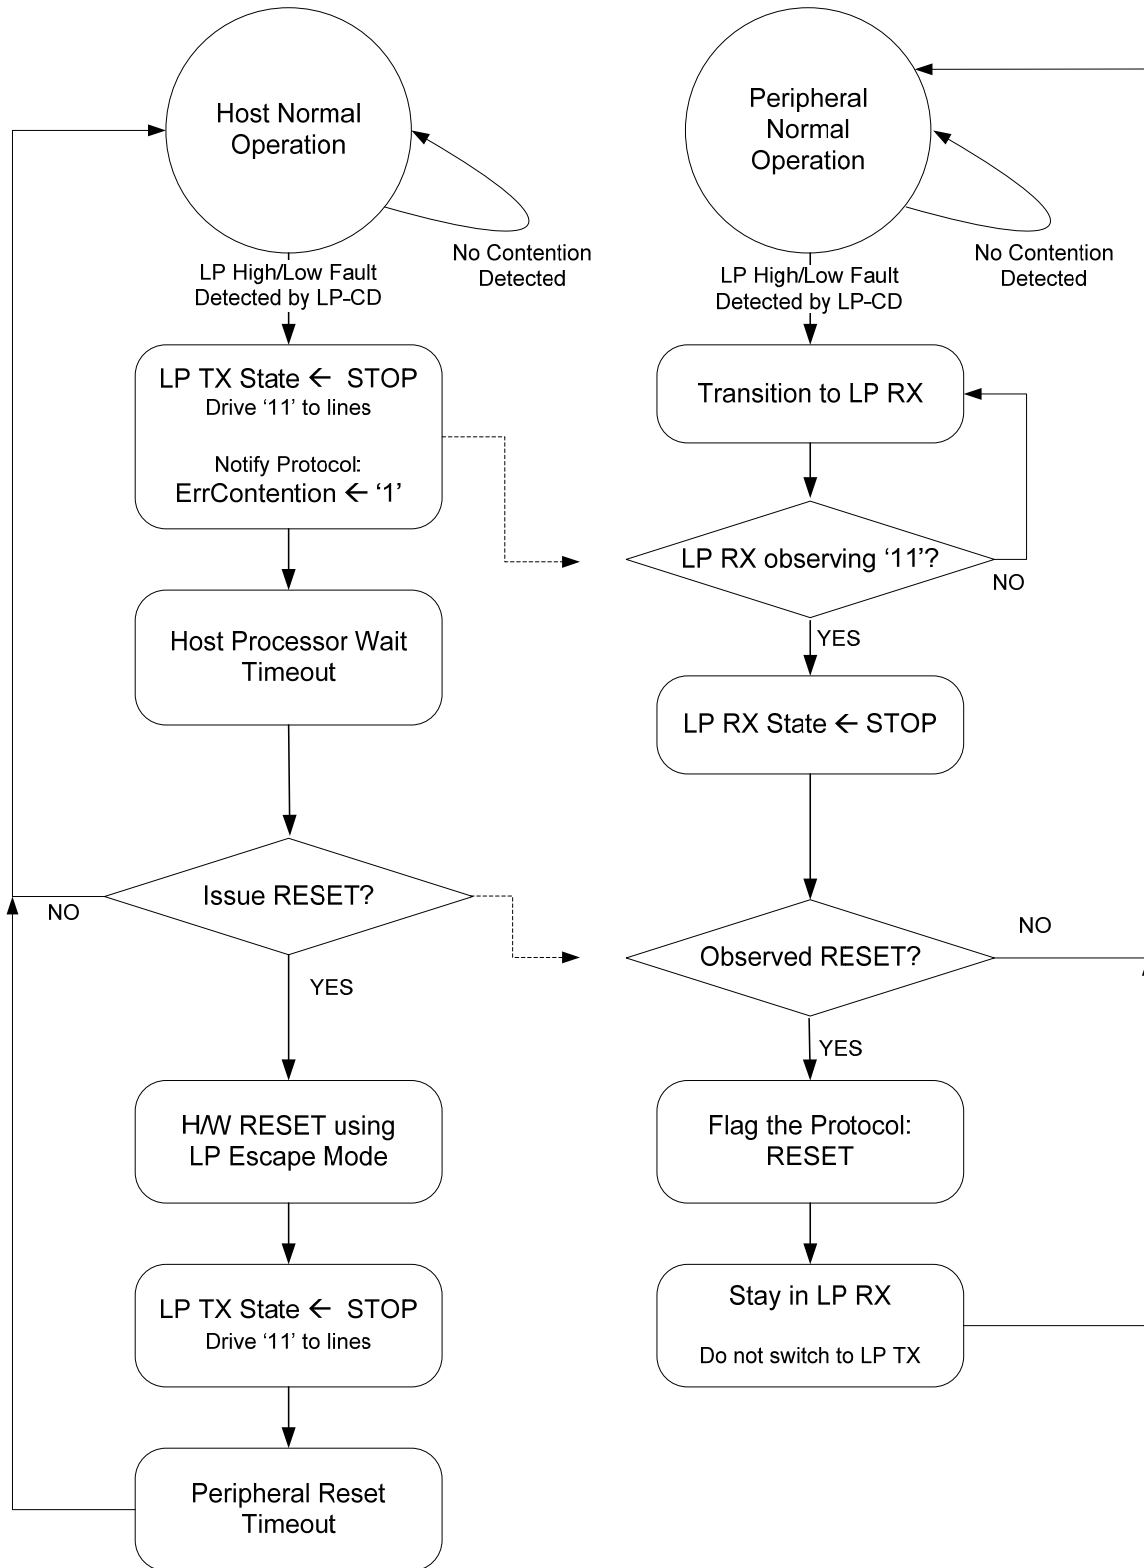 Host Normal
Operation
No Contention
Detected
LP High/Low Fault
Detected by LP-CD
LP TX State ← STOP
Drive ‘11’ to lines
Notify Protocol:
ErrContention ← ‘1’
Host Processor Wait
Timeout
Issue RESET?
NO
YES
H/W RESET using
LP Escape Mode
LP TX State ← STOP
Drive ‘11’ to lines
Peripheral Reset
Timeout
Peripheral
Normal
Operation
No Contention
Detected
LP High/Low Fault
Detected by LP-CD
Transition to LP RX
LP RX observing ‘11’?
NO
YES
LP RX State ← STOP
Observed RESET?
NO
YES
Flag the Protocol:
RESET
Stay in LP RX
Do not switch to LP TX